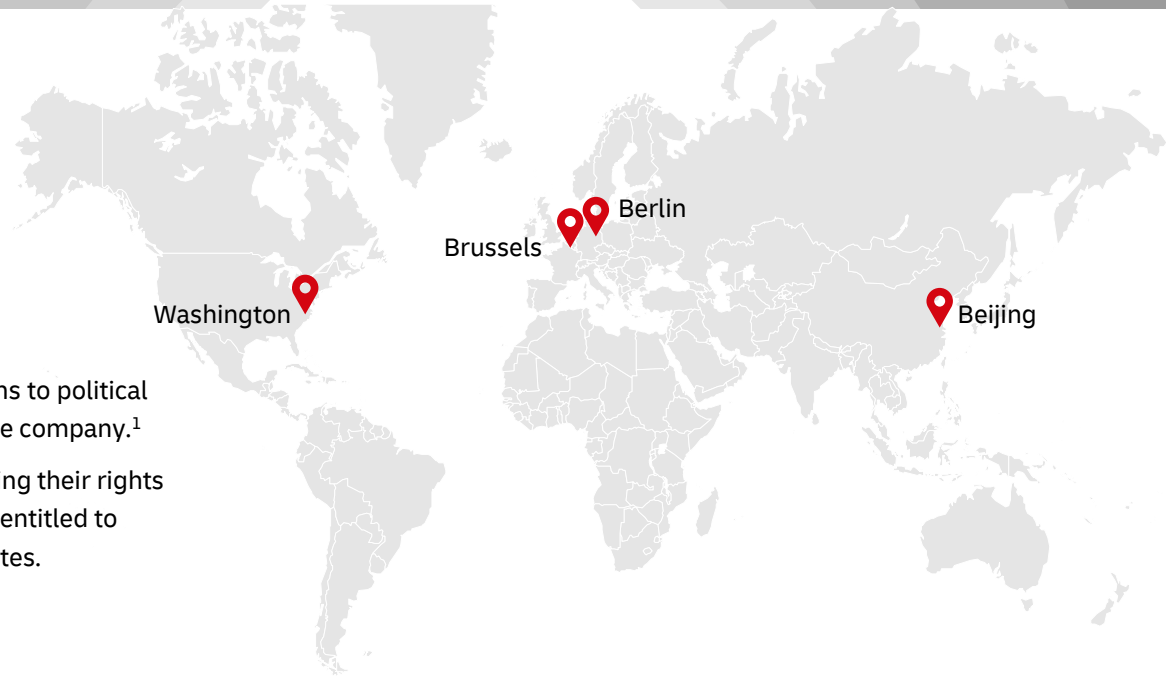 Berlin
Brussels
Washington
Beijing
ns to political
e company.¹
ing their rights
entitled to
tes.